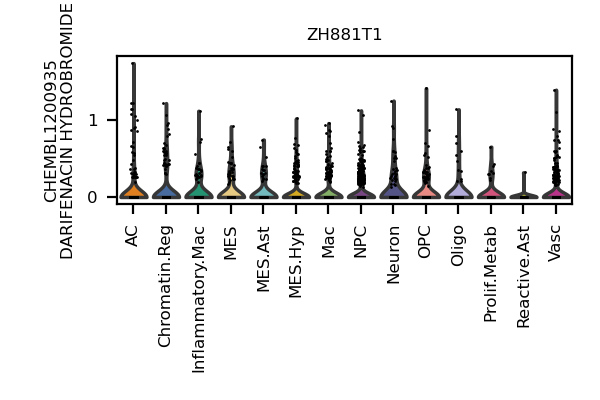 ZH881T1
CHEMBL1200935
DARIFENACIN HYDROBROMIDE
1
0
AC
Chromatin.Reg
Inflammatory.Mac
MES
MES.Ast
MES.Hyp
Mac
NPC
Neuron
OPC
Oligo
Prolif.Metab
Reactive.Ast
Vasc